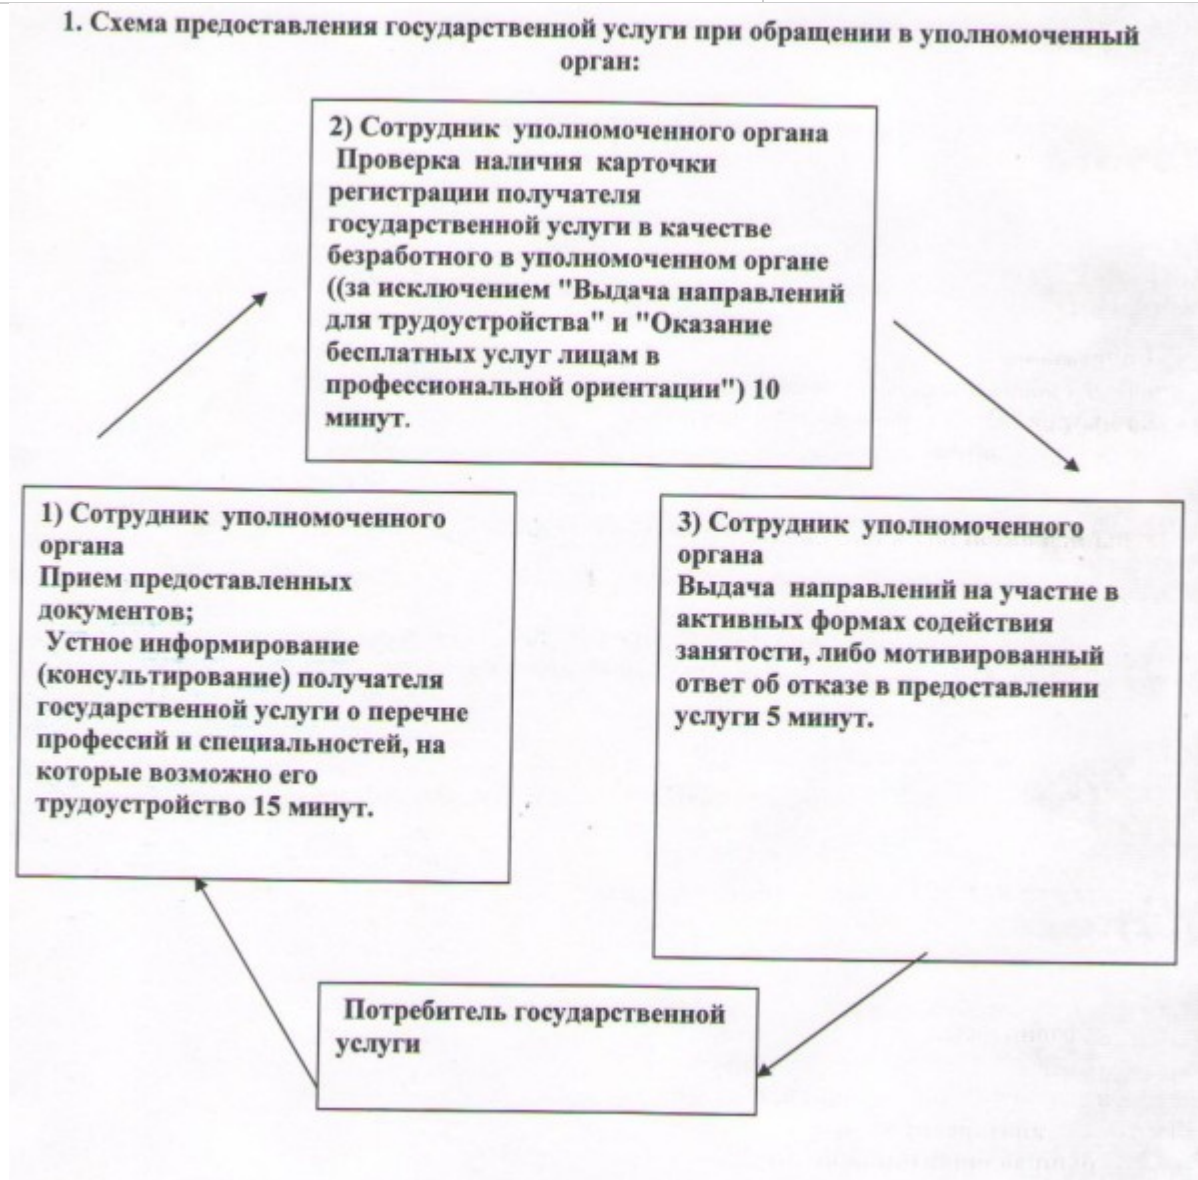 1. Схема предоставления государственной услуги при обращении в уполномоченный
орган:
2) Сотрудник уполномоченного органа
Проверка наличия карточки
регистрации получателя
государственной услуги в качестве
безработного в уполномоченном органе
((за исключением "Выдача направлений
для трудоустройства" и "Оказание
бесплатных услуг лицам в
профессиональной ориентации") 10
минут.
1) Сотрудник уполномоченного
органа
Прием предоставленных
документов;
Устное информирование
(консультирование) получателя
государственной услуги о перечне
профессий и специальностей, на
которые возможно его
трудоустройство 15 минут.
3) Сотрудник уполномоченного
органа
Выдача направлений на участие в
активных формах содействия
занятости, либо мотивированный
ответ об отказе в предоставлении
услуги 5 минут.
Потребитель государственной
услуги